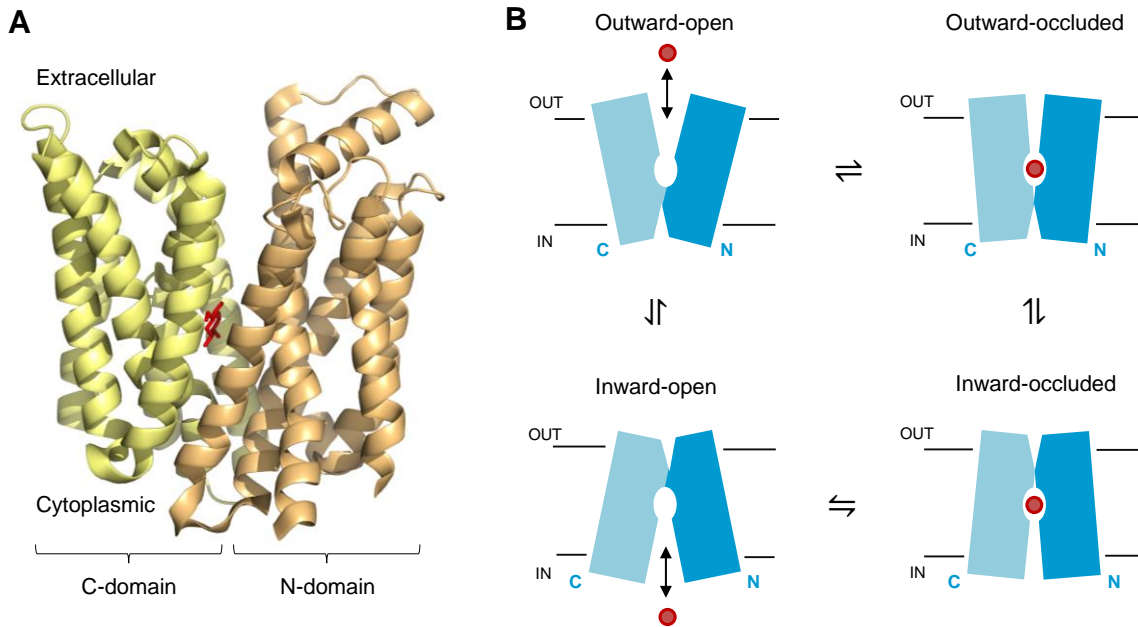 A
Extracellular
Cytoplasmic
C-domain
N-domain
B
Outward-open
OUT
IN
C
N
Outward-occluded
OUT
IN
C
N
Inward-open
OUT
IN
C
N
Inward-occluded
OUT
IN
C
N